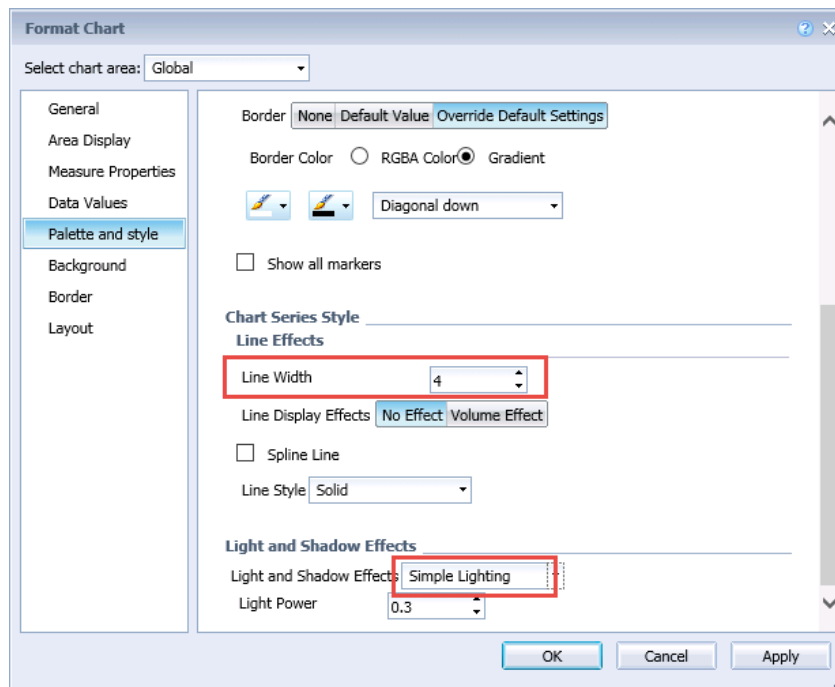 Format Chart
Select chart area: Global
General
Area Display
Measure Properties
Data Values
Palette and style
Background
Border
Layout
Border None Default Value Override Default Settings
Border Color RGBA Color Gradient
Diagonal down
Show all markers
Chart Series Style
Line Effects
Line Width 4
Line Display Effects No Effect Volume Effect
Spline Line
Line Style Solid
Light and Shadow Effects
Light and Shadow Effects Simple Lighting
Light Power 0.3
OK Cancel Apply